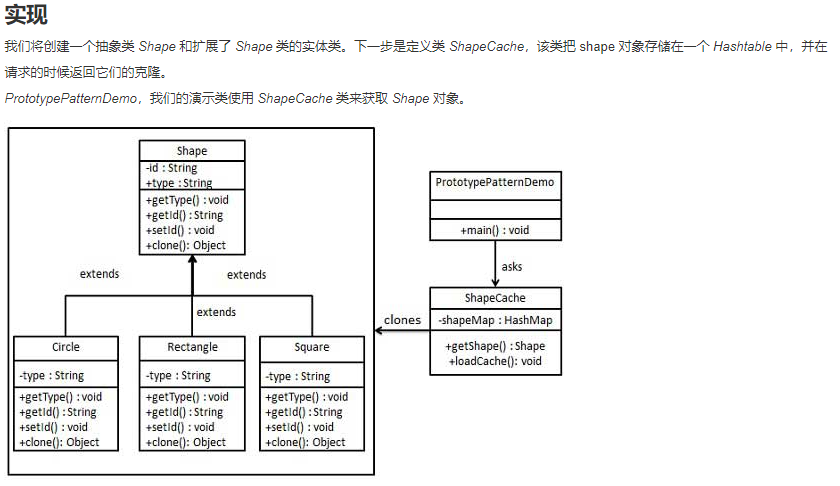 实现
我们将创建一个抽象类 Shape 和扩展了 Shape 类的实体类。下一步是定义类 ShapeCache，该类把 shape 对象存储在一个 Hashtable 中，并在
请求的时候返回它们的克隆。
PrototypePatternDemo，我们的演示类使用 ShapeCache 类来获取 Shape 对象。
Shape
-id : String
+type : String
+getType() : void
+getId() : String
+setId() : void
+clone(): Object
PrototypePatternDemo
+main() : void
asks
extends
extends
extends
clones
ShapeCache
-shapeMap : HashMap
+getShape() : Shape
+loadCache(): void
Circle
-type : String
+getType() : void
+getId() : String
+setId() : void
+clone(): Object
Rectangle
-type : String
+getType() : void
+getId() : String
+setId() : void
+clone(): Object
Square
-type : String
+getType() : void
+getId() : String
+setId() : void
+clone(): Object